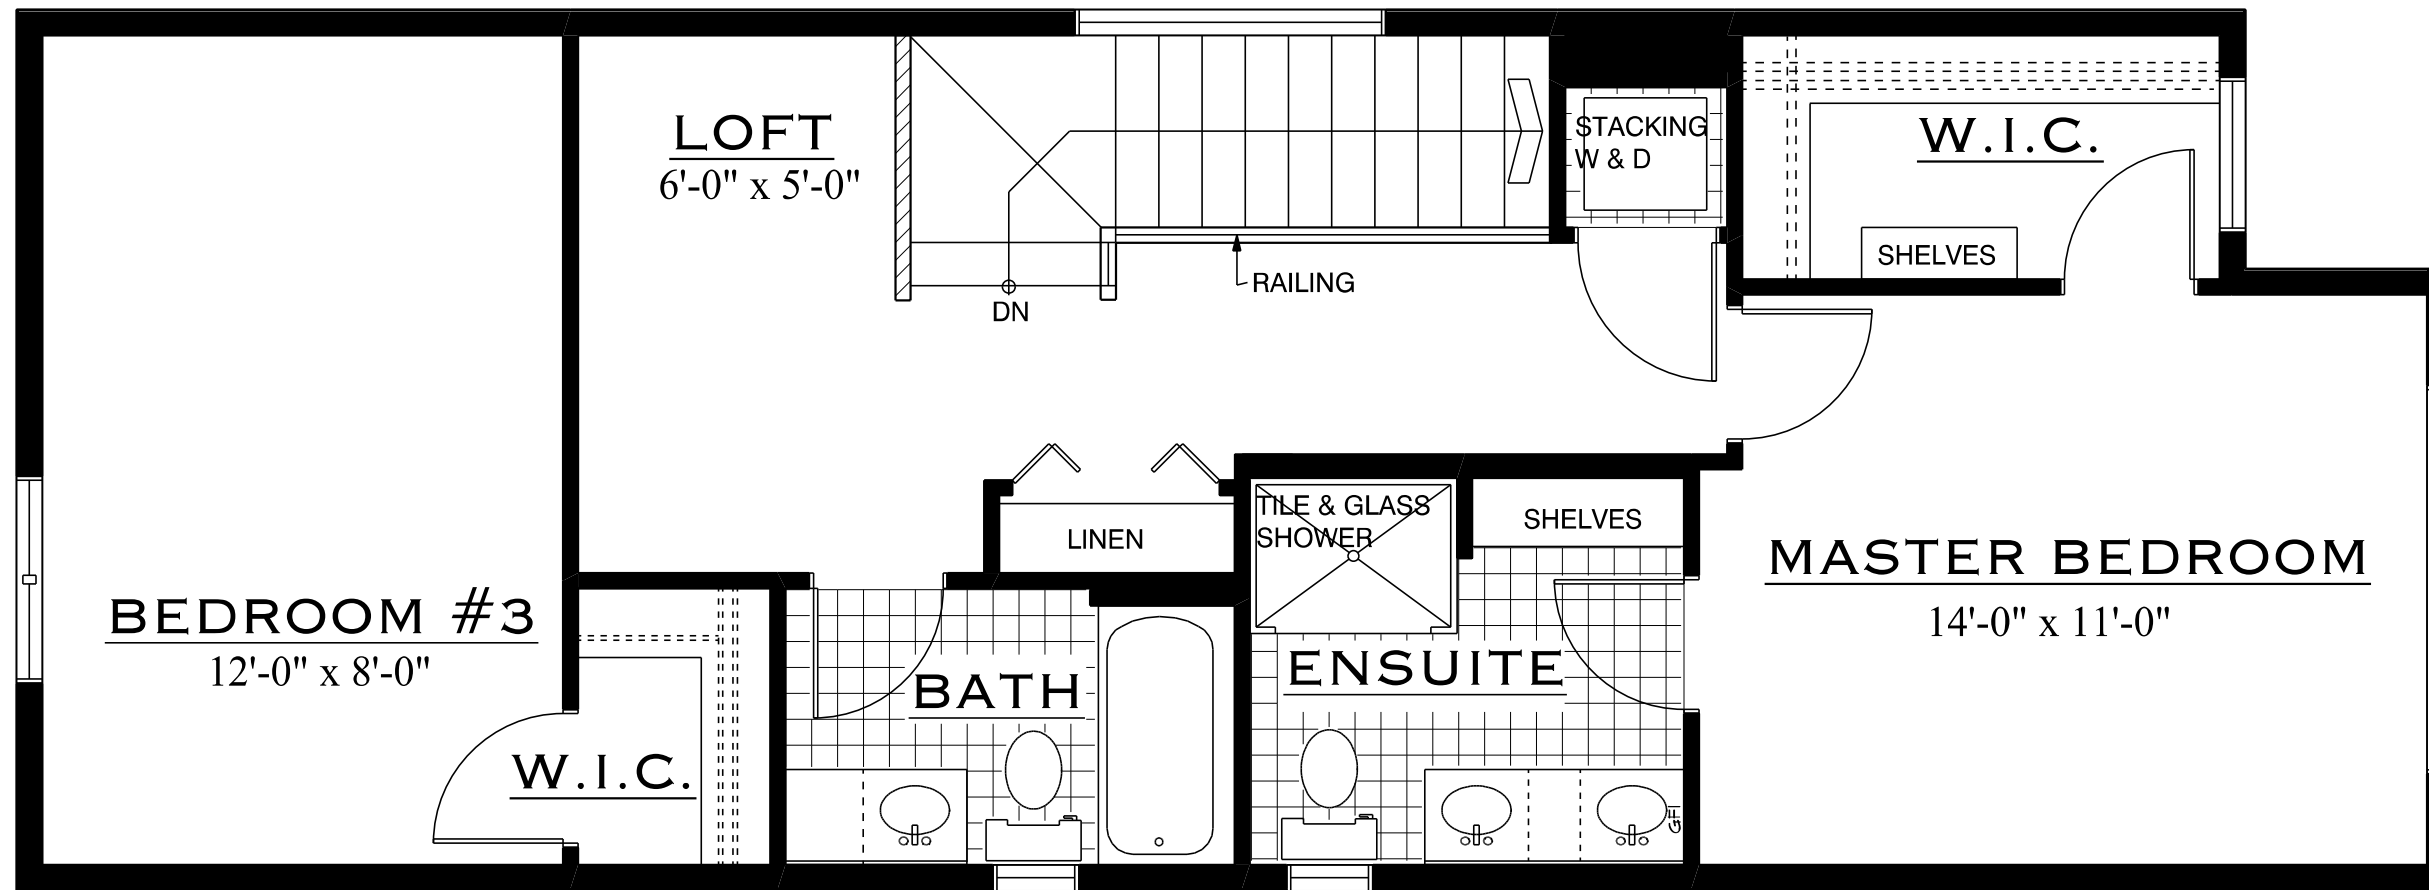 LOFT
6'-0" x 5'-0"
STACKING
W & D
W.I.C.
SHELVES
RAILING
DN
LINEN
TILE & GLASS
SHOWER
SHELVES
MASTER BEDROOM
14'-0" x 11'-0"
BEDROOM #3
12'-0" x 8'-0"
BATH
ENSUITE
W.I.C.
GFI